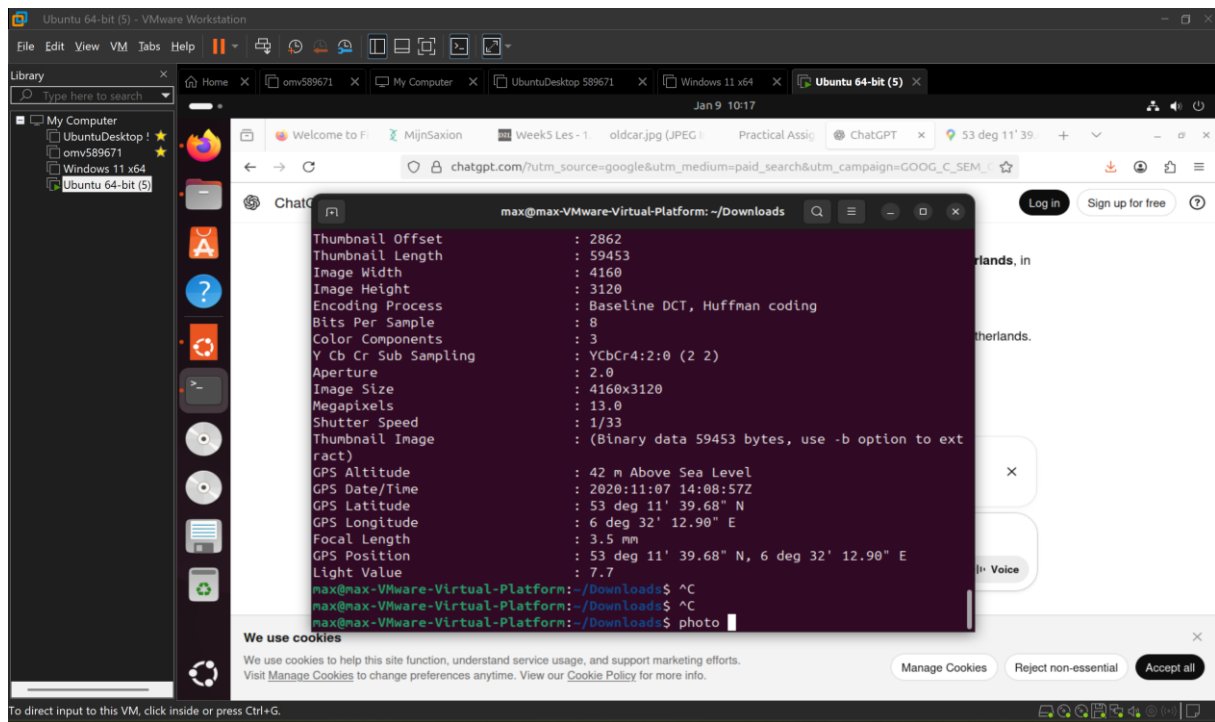 Ubuntu 64-bit (5) - VMware Workstation
File Edit View VM Tabs Help
Library
Type here to search
My Computer
UbuntuDesktop !
omv589671
Windows 11 x64
Ubuntu 64-bit (5)
Home omv589671 My Computer UbuntuDesktop 589671 Windows 11 x64 Ubuntu 64-bit (5)
Jan 9 10:17
Welcome to Fi MijnSaxion Week5 Les - 1 oldcar.jpg (JPEG I Practical Assig ChatGPT 53 deg 11' 39.
chatgpt.com/?utm_source=google&utm_medium=paid_search&utm_campaign=GOOG_C_SEM_
Log in Sign up for free
max@max-VMware-Virtual-Platform: ~/Downloads
rlands, in
therlands.
Thumbnail Offset : 2862
Thumbnail Length : 59453
Image Width : 4160
Image Height : 3120
Encoding Process : Baseline DCT, Huffman coding
Bits Per Sample : 8
Color Components : 3
Y Cb Cr Sub Sampling : YCbCr4:2:0 (2 2)
Aperture : 2.0
Image Size : 4160x3120
Megapixels : 13.0
Shutter Speed : 1/33
Thumbnail Image : (Binary data 59453 bytes, use -b option to ext
ract)
GPS Altitude : 42 m Above Sea Level
GPS Date/Time : 2020:11:07 14:08:57Z
GPS Latitude : 53 deg 11' 39.68" N
GPS Longitude : 6 deg 32' 12.90" E
Focal Length : 3.5 mm
GPS Position : 53 deg 11' 39.68" N, 6 deg 32' 12.90" E
Light Value : 7.7
max@max-VMware-Virtual-Platform:~/Downloads$ ^C
max@max-VMware-Virtual-Platform:~/Downloads$ ^C
max@max-VMware-Virtual-Platform:~/Downloads$ photo
Voice
We use cookies
We use cookies to help this site function, understand service usage, and support marketing efforts.
Visit Manage Cookies to change preferences anytime. View our Cookie Policy for more info.
Manage Cookies Reject non-essential Accept all
To direct input to this VM, click inside or press Ctrl+G.